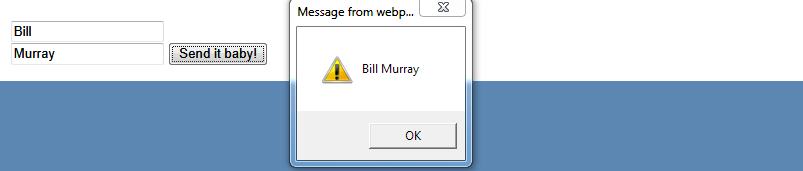 Bill
Murray
Send it baby!
Message from webp...
Bill Murray
OK